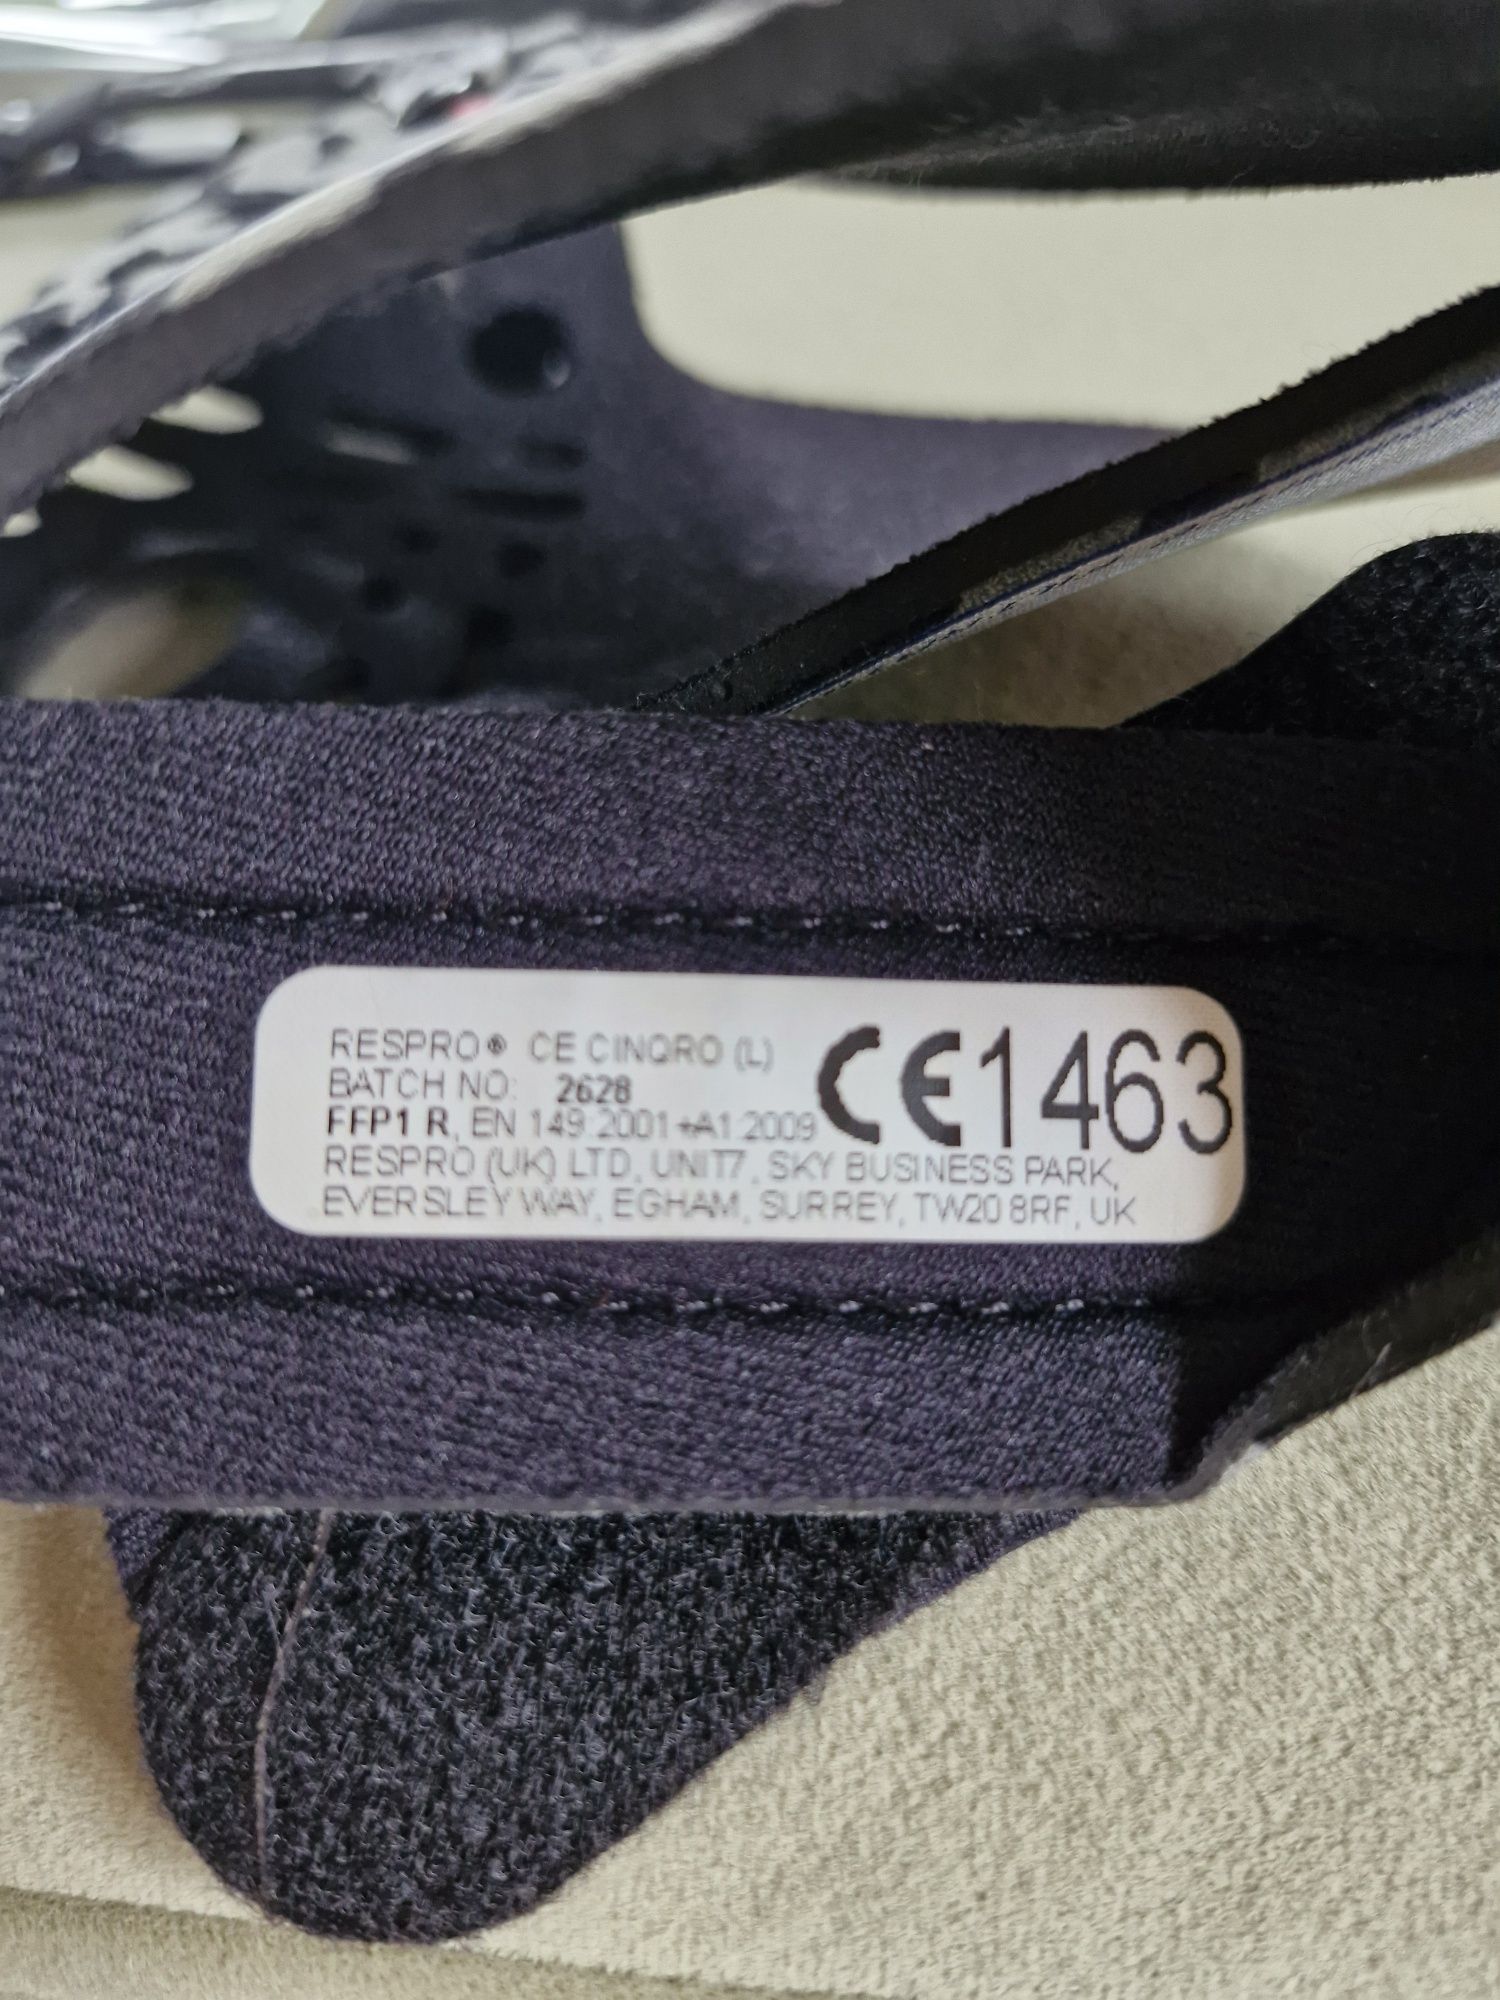 RESPRO® CE CINQRO (L)
BATCH NO: 2628
FFP1 R, EN 149:2001+A1:2009
CE1463
RESPRO (UK) LTD, UNIT7, SKY BUSINESS PARK,
EVERSLEY WAY, EGHAM, SURREY, TW20 8RF, UK